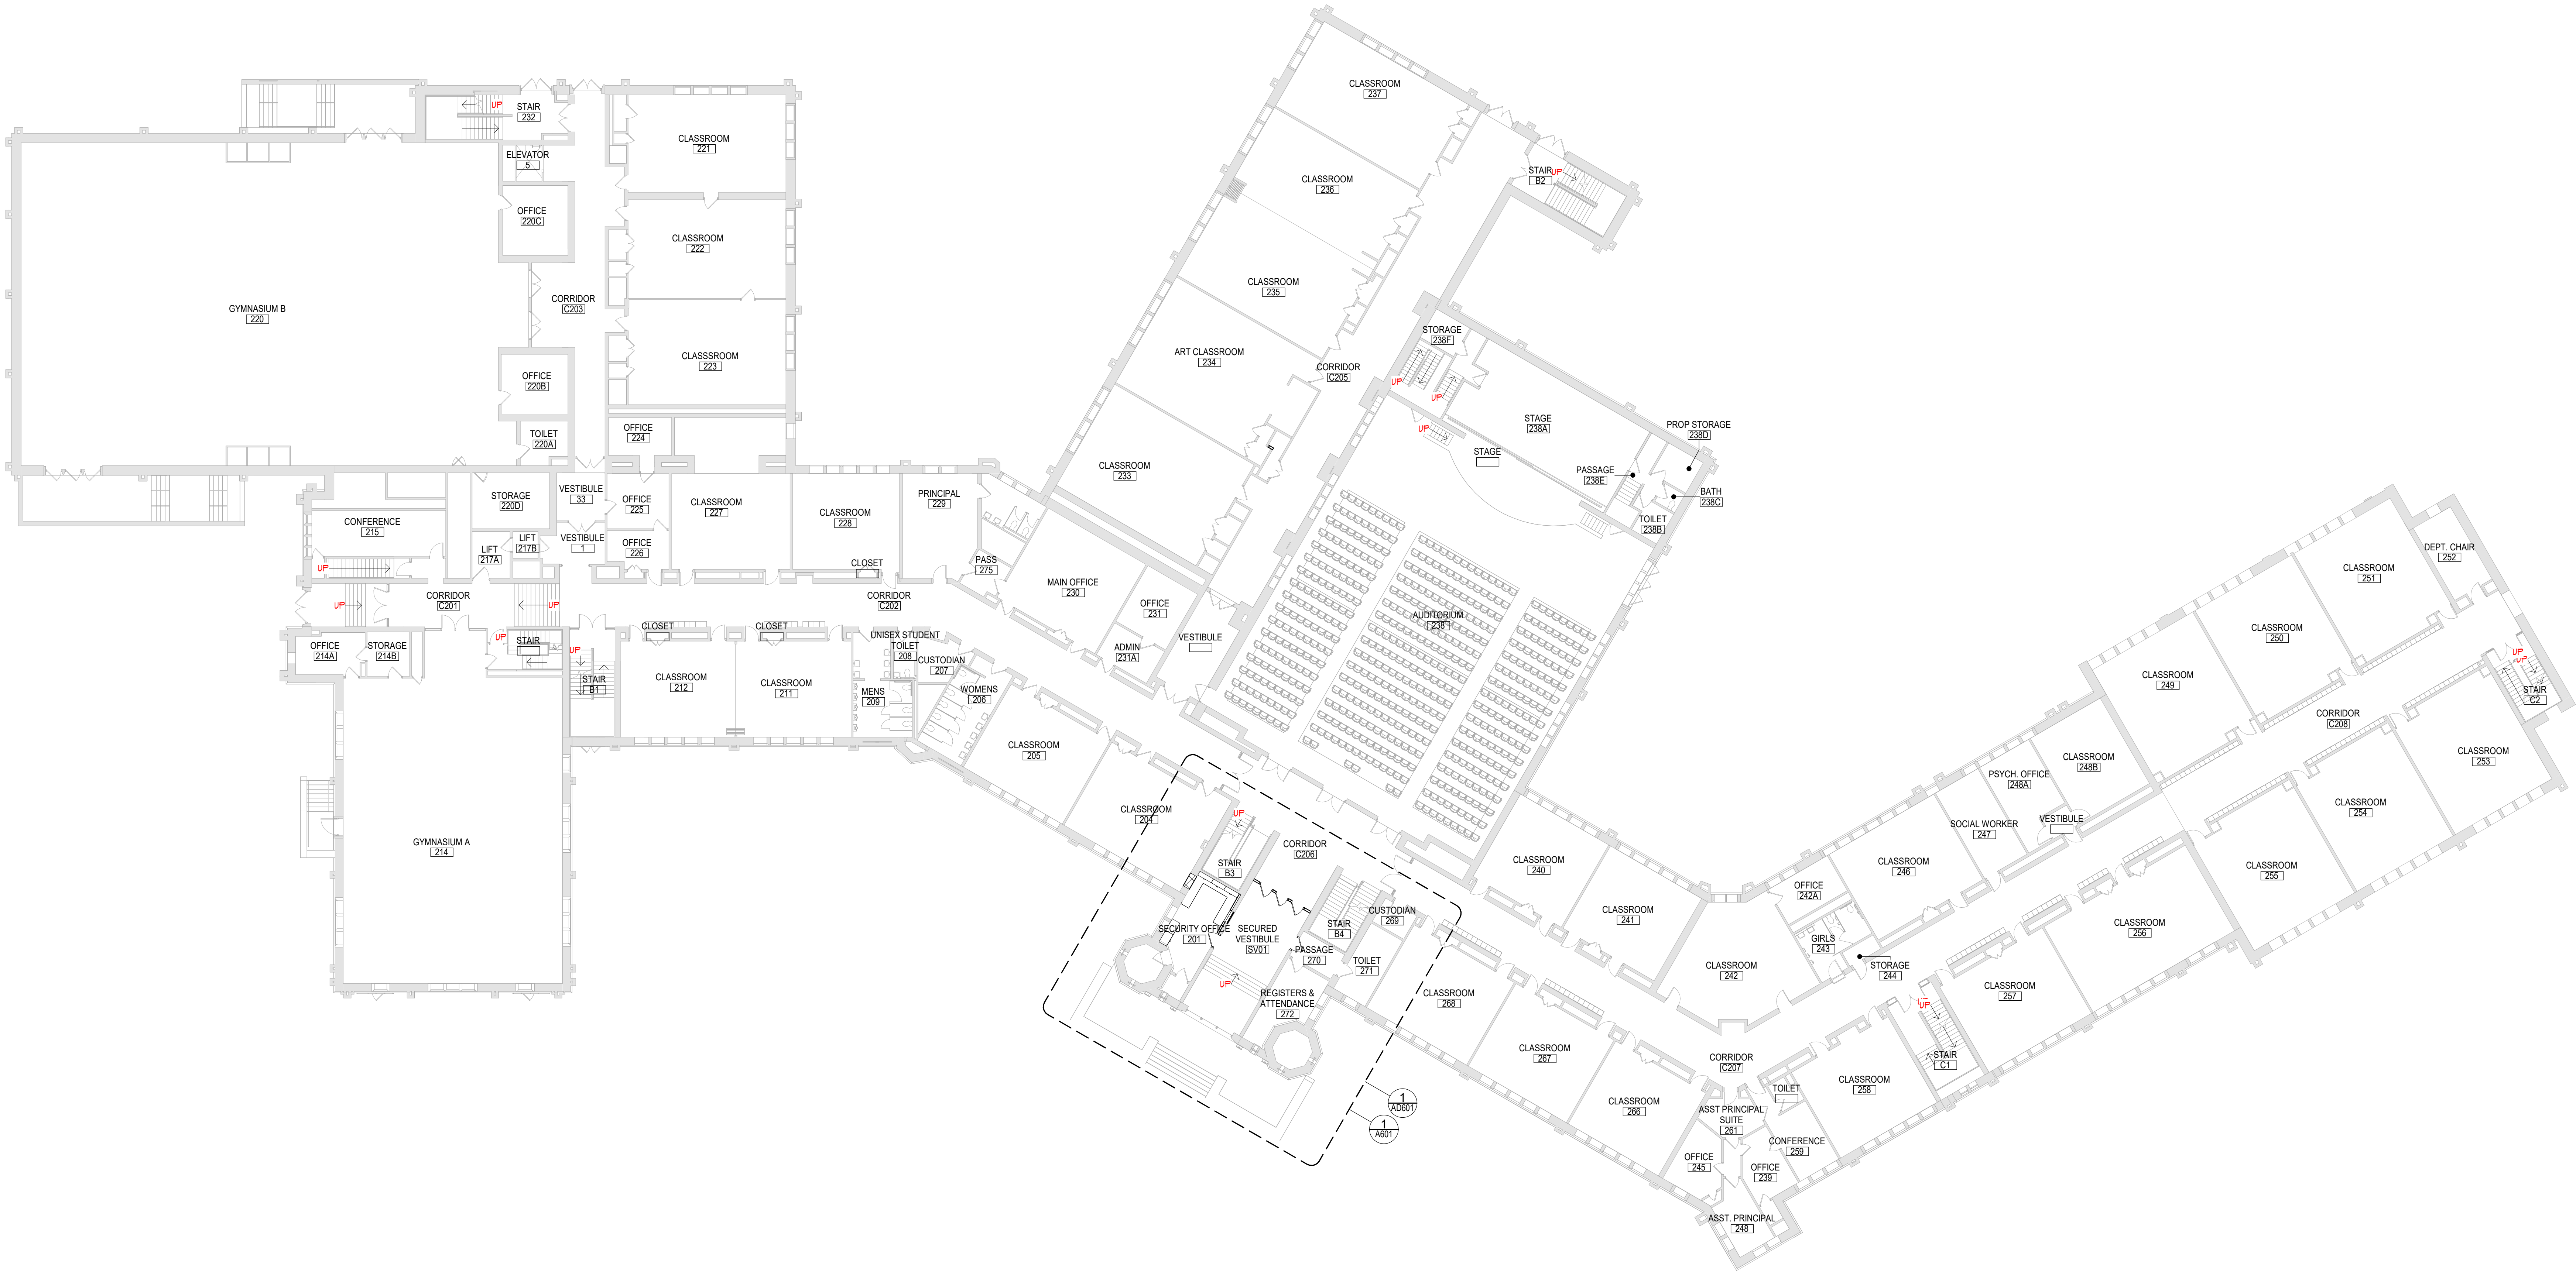 CLASSROOM
237
UP
STAIR
232
CLASSROOM
221
ELEVATOR
5
STAIR
B2
UP
CLASSROOM
236
OFFICE
220C
CLASSROOM
222
CORRIDOR
C203
CLASSROOM
235
GYMNASIUM B
220
STORAGE
238F
CLASSSROOM
223
ART CLASSROOM
234
CORRIDOR
C205
UP
UP
OFFICE
220B
STAGE
238A
PROP STORAGE
238D
UP
OFFICE
224
TOILET
220A
STAGE
CLASSROOM
233
PASSAGE
238E
BATH
238C
TOILET
238B
STORAGE
220D
VESTIBULE
33
OFFICE
225
CLASSROOM
227
CLASSROOM
228
PRINCIPAL
229
CONFERENCE
215
LIFT
217A
LIFT
217B
VESTIBULE
1
OFFICE
226
UP
CLOSET
PASS
275
MAIN OFFICE
230
DEPT. CHAIR
252
CLASSROOM
251
CORRIDOR
C201
UP
UP
CORRIDOR
C202
OFFICE
231
AUDITORIUM
238
CLASSROOM
250
CLOSET
CLOSET
UP
STAIR
UP
UNISEX STUDENT
TOILET
208
CUSTODIAN
207
VESTIBULE
ADMIN
231A
OFFICE
214A
STORAGE
214B
STAIR
B1
CLASSROOM
212
CLASSROOM
211
MENS
209
WOMENS
206
UP
UP
STAIR
C2
CLASSROOM
249
CORRIDOR
C208
CLASSROOM
205
CLASSROOM
248B
CLASSROOM
253
PSYCH. OFFICE
248A
CLASSROOM
254
CLASSROOM
204
UP
SOCIAL WORKER
247
VESTIBULE
GYMNASIUM A
214
CORRIDOR
C206
STAIR
B3
CLASSROOM
240
CLASSROOM
246
CLASSROOM
255
OFFICE
242A
CLASSROOM
241
CUSTODIAN
269
STAIR
B4
SECURITY OFFICE
201
SECURED
VESTIBULE
SV01
CLASSROOM
256
GIRLS
243
PASSAGE
270
TOILET
271
CLASSROOM
242
STORAGE
244
UP
REGISTERS &
ATTENDANCE
272
CLASSROOM
268
CLASSROOM
257
UP
CLASSROOM
267
CORRIDOR
C207
STAIR
C1
CLASSROOM
258
TOILET
CLASSROOM
266
1
AD601
1
A601
ASST PRINCIPAL
SUITE
261
CONFERENCE
259
OFFICE
245
OFFICE
239
ASST. PRINCIPAL
248